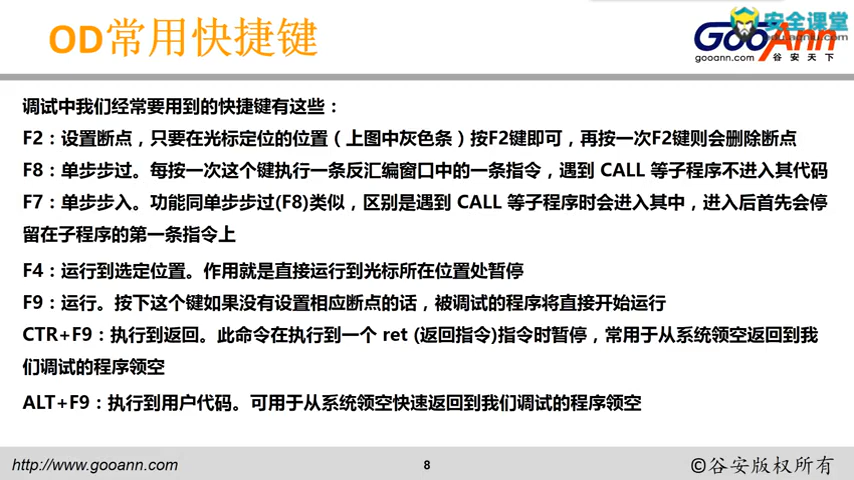 OD常用快捷键
安全课堂
edu.aqniu.com
GooAnn
gooann.com 谷安天下
调试中我们经常要用到的快捷键有这些：
F2：设置断点，只要在光标定位的位置（上图中灰色条）按F2键即可，再按一次F2键则会删除断点
F8：单步步过。每按一次这个键执行一条反汇编窗口中的一条指令，遇到 CALL 等子程序不进入其代码
F7：单步步入。功能同单步步过(F8)类似，区别是遇到 CALL 等子程序时会进入其中，进入后首先会停
留在子程序的第一条指令上
F4：运行到选定位置。作用就是直接运行到光标所在位置处暂停
F9：运行。按下这个键如果没有设置相应断点的话，被调试的程序将直接开始运行
CTR+F9：执行到返回。此命令在执行到一个 ret (返回指令)指令时暂停，常用于从系统领空返回到我
们调试的程序领空
ALT+F9：执行到用户代码。可用于从系统领空快速返回到我们调试的程序领空
http://www.gooann.com
8
©谷安版权所有